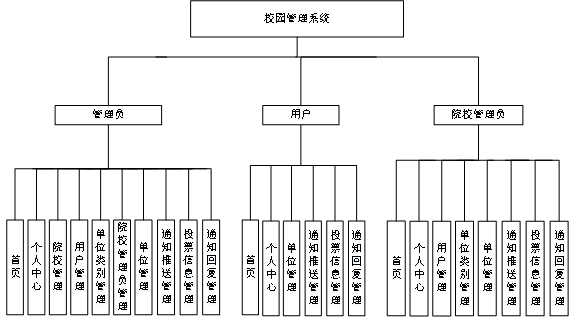 校园管理系统
管理员
用户
院校管理员
首页
个人中心
院校管理
用户管理
单位类别管理
院校管理员管理
单位管理
通知推送管理
投票信息管理
通知回复管理
首页
个人中心
单位管理
通知推送管理
投票信息管理
通知回复管理
首页
个人中心
用户管理
单位类别管理
单位管理
通知推送管理
投票信息管理
通知回复管理